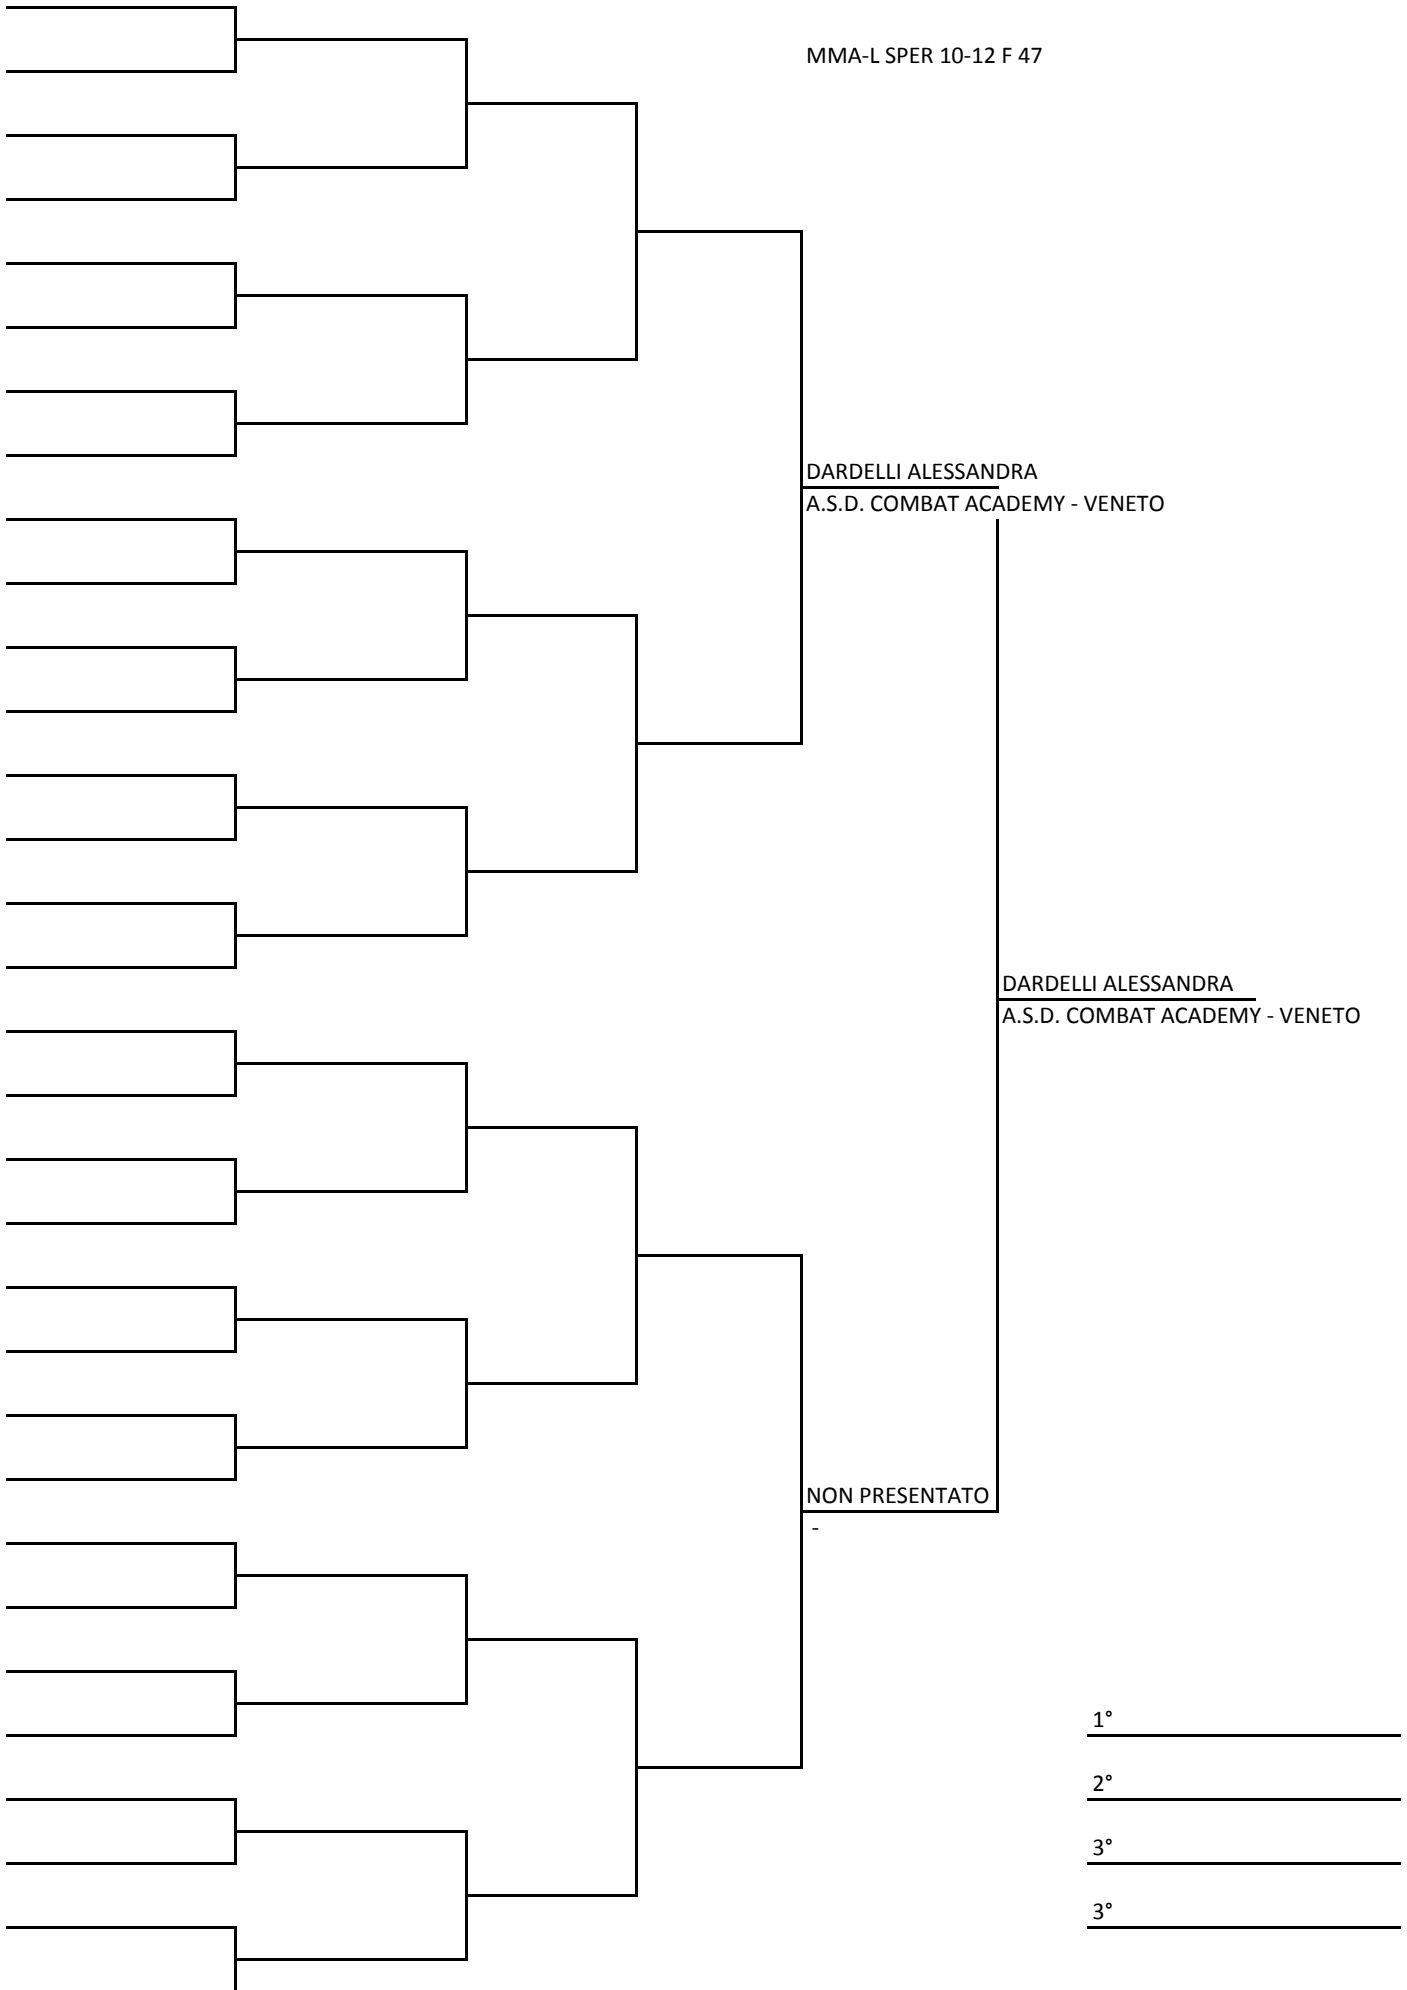 MMA-L SPER 10-12 F 47
DARDELLI ALESSANDRA
A.S.D. COMBAT ACADEMY - VENETO
DARDELLI ALESSANDRA
A.S.D. COMBAT ACADEMY - VENETO
NON PRESENTATO
-
1°
2°
3°
3°